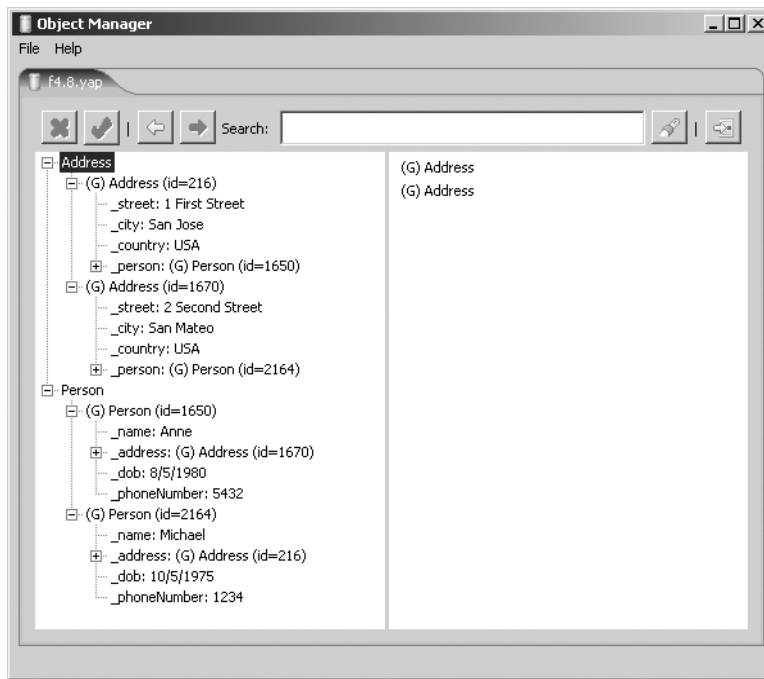 Object Manager
File Help
f4.8.yap
| Search: |
Address
(G) Address (id=216)
_street: 1 First Street
_city: San Jose
_country: USA
_person: (G) Person (id=1650)
(G) Address (id=1670)
_street: 2 Second Street
_city: San Mateo
_country: USA
_person: (G) Person (id=2164)
Person
(G) Person (id=1650)
_name: Anne
_address: (G) Address (id=1670)
_dob: 8/5/1980
_phoneNumber: 5432
(G) Person (id=2164)
_name: Michael
_address: (G) Address (id=216)
_dob: 10/5/1975
_phoneNumber: 1234
(G) Address
(G) Address